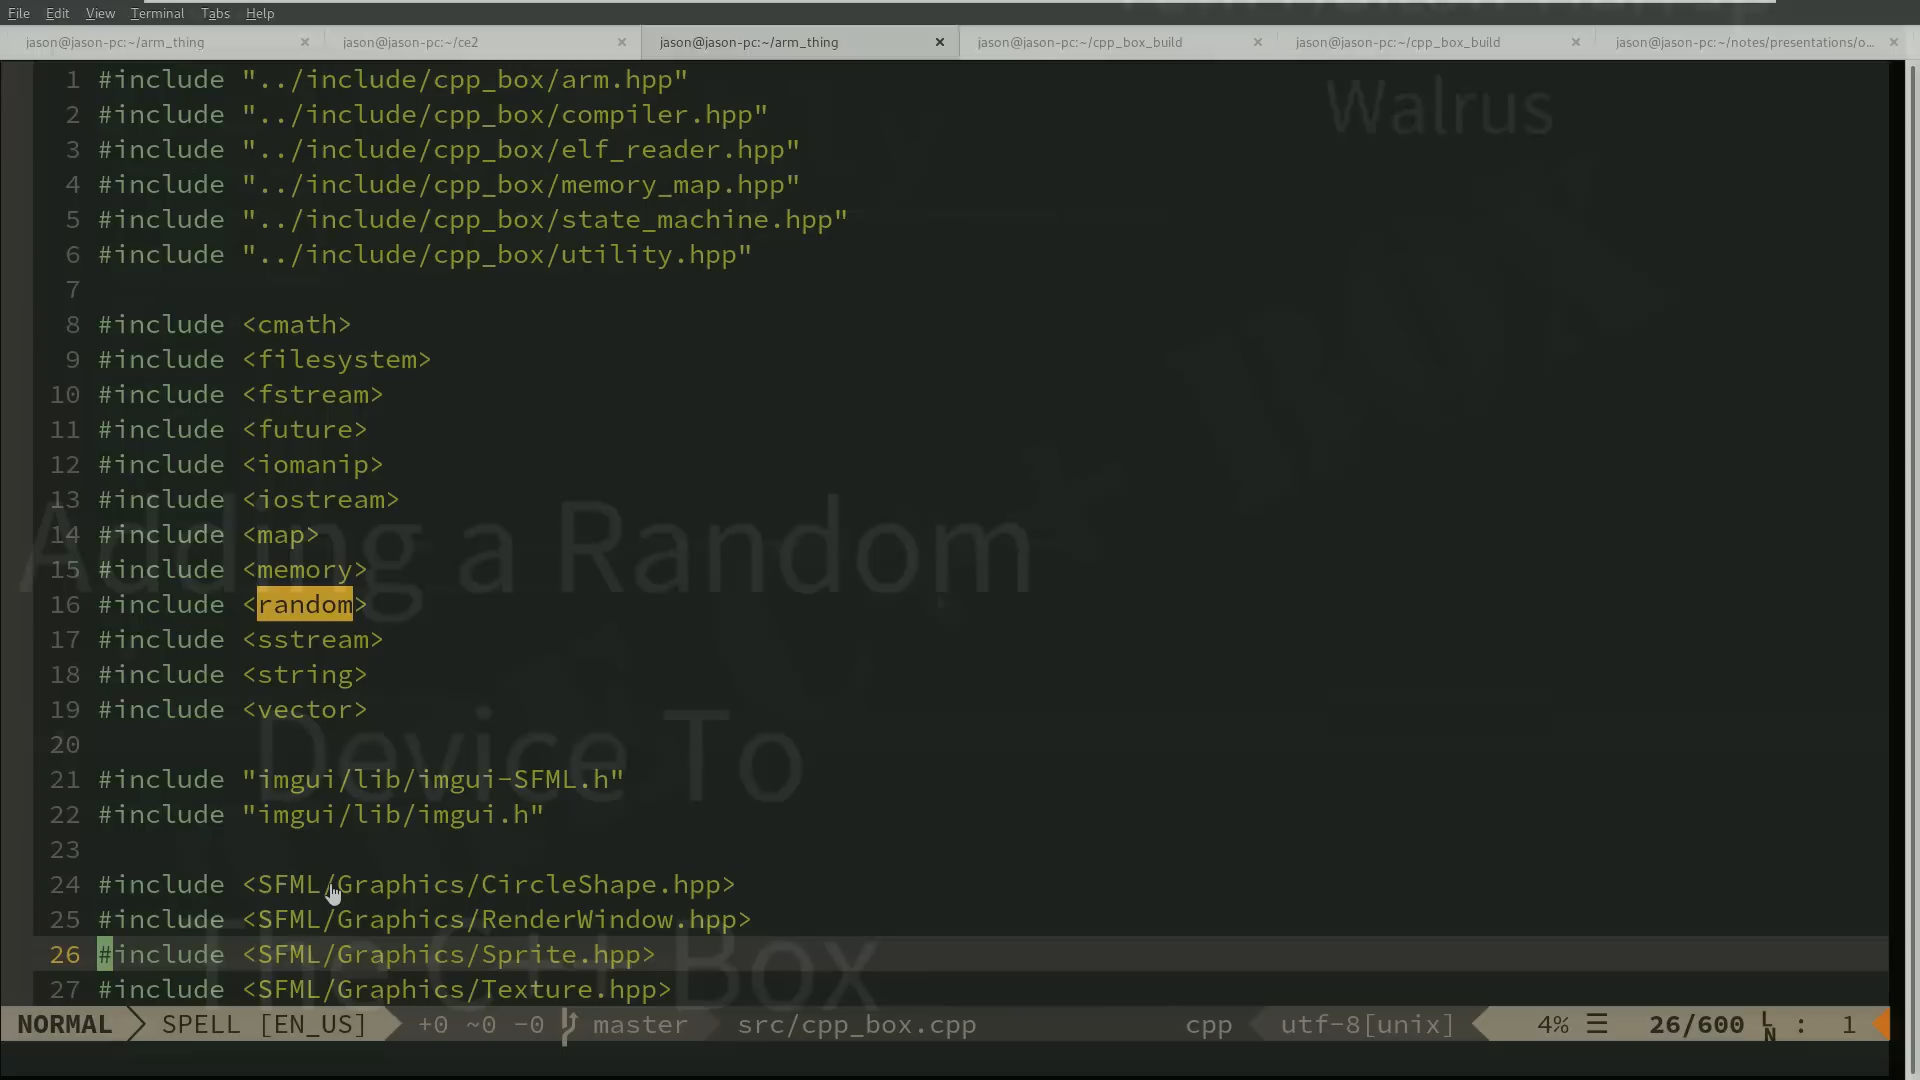 File Edit View Terminal Tabs Help
jason@jason-pc:~/arm_thing × jason@jason-pc:~/ce2 × jason@jason-pc:~/arm_thing × jason@jason-pc:~/cpp_box_build × jason@jason-pc:~/cpp_box_build × jason@jason-pc:~/notes/presentations/o... ×
1 #include "../include/cpp_box/arm.hpp"
Walrus
2 #include "../include/cpp_box/compiler.hpp"
3 #include "../include/cpp_box/elf_reader.hpp"
4 #include "../include/cpp_box/memory_map.hpp"
5 #include "../include/cpp_box/state_machine.hpp"
6 #include "../include/cpp_box/utility.hpp"
7
8 #include <cmath>
9 #include <filesystem>
10 #include <fstream>
11 #include <future>
12 #include <iomanip>
13 #include <iostream>
14 #include <map>
Adding a Random
15 #include <memory>
16 #include <random>
17 #include <sstream>
18 #include <string>
19 #include <vector>
20
Device To
21 #include "imgui/lib/imgui-SFML.h"
22 #include "imgui/lib/imgui.h"
23
24 #include <SFML/Graphics/CircleShape.hpp>
25 #include <SFML/Graphics/RenderWindow.hpp>
26 #include <SFML/Graphics/Sprite.hpp>
The C++ Box
27 #include <SFML/Graphics/Texture.hpp>
NORMAL SPELL [EN_US] +0 ~0 -0 master src/cpp_box.cpp cpp utf-8[unix] 4% ☰ 26/600 LN : 1